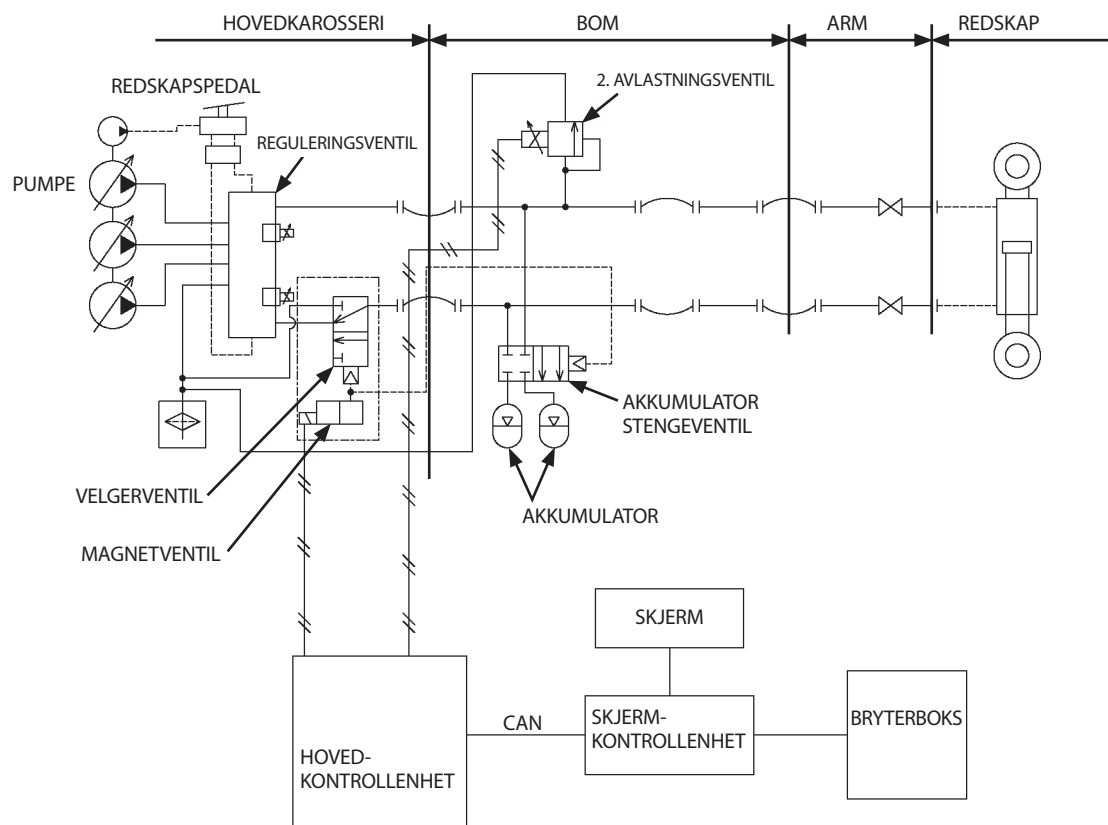 HOVEDKAROSSERI
BOM
ARM
REDSKAP
REDSKAPSPEDAL
2. AVLASTNINGSVENTIL
REGULERINGSVENTIL
PUMPE
AKKUMULATOR
STENGEVENTIL
VELGERVENTIL
AKKUMULATOR
MAGNETVENTIL
SKJERM
CAN
SKJERM-
KONTROLLENHET
BRYTERBOKS
HOVED-
KONTROLLENHET